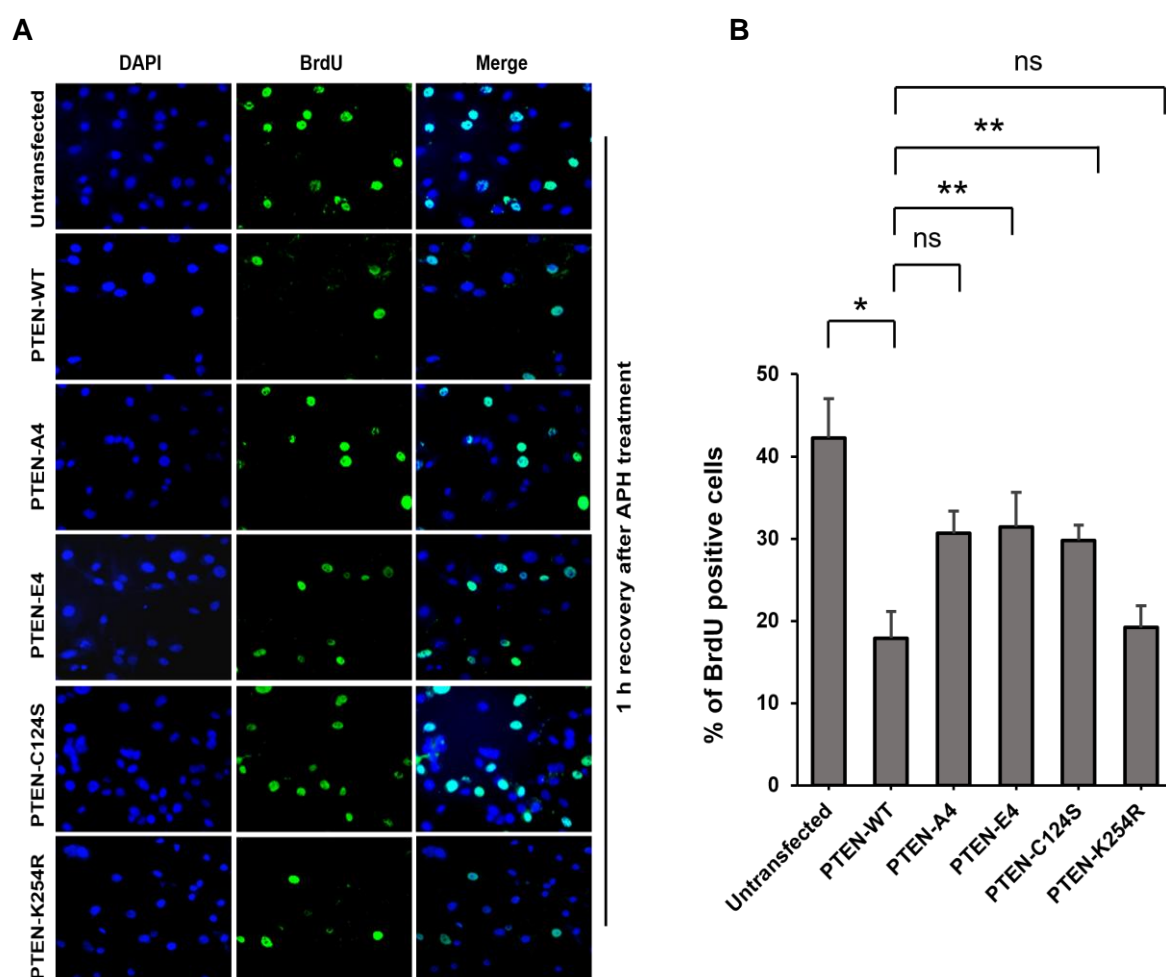 A
DAPI BrdU Merge
Untransfected
PTEN-WT
PTEN-A4
PTEN-E4
PTEN-C124S
PTEN-K254R
1 h recovery after APH treatment
B
ns
**
**
ns
*
% of BrdU positive cells
50
40
30
20
10
0
Untransfected
PTEN-WT
PTEN-A4
PTEN-E4
PTEN-C124S
PTEN-K254R